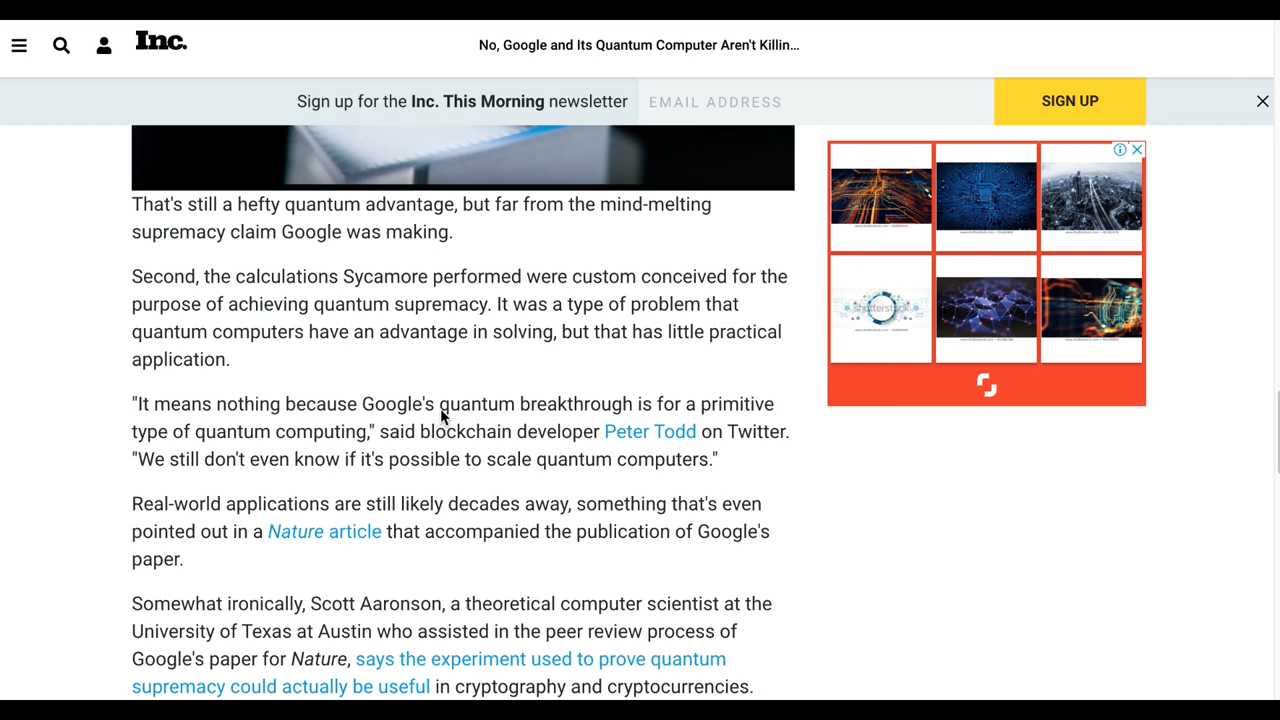 Inc.
No, Google and Its Quantum Computer Aren't Killin...
Sign up for the Inc. This Morning newsletter
EMAIL ADDRESS
SIGN UP
That's still a hefty quantum advantage, but far from the mind-melting
supremacy claim Google was making.
Second, the calculations Sycamore performed were custom conceived for the
purpose of achieving quantum supremacy. It was a type of problem that
quantum computers have an advantage in solving, but that has little practical
application.
"It means nothing because Google's quantum breakthrough is for a primitive
type of quantum computing," said blockchain developer Peter Todd on Twitter.
"We still don't even know if it's possible to scale quantum computers."
Real-world applications are still likely decades away, something that's even
pointed out in a Nature article that accompanied the publication of Google's
paper.
Somewhat ironically, Scott Aaronson, a theoretical computer scientist at the
University of Texas at Austin who assisted in the peer review process of
Google's paper for Nature, says the experiment used to prove quantum
supremacy could actually be useful in cryptography and cryptocurrencies.
shutterstock